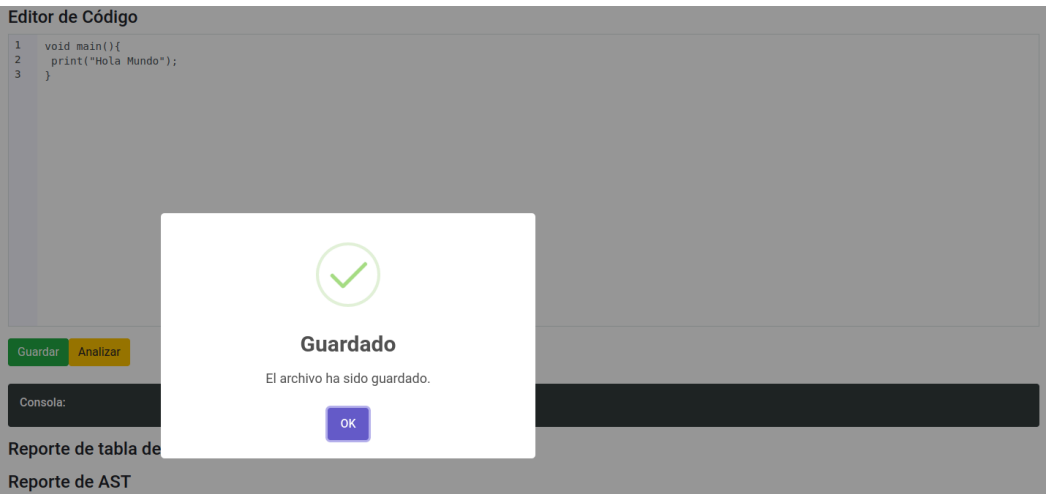 Editor de Código
1 void main(){
2 print("Hola Mundo");
3 }
Guardado
El archivo ha sido guardado.
OK
Guardar Analizar
Consola:
Reporte de tabla de
Reporte de AST